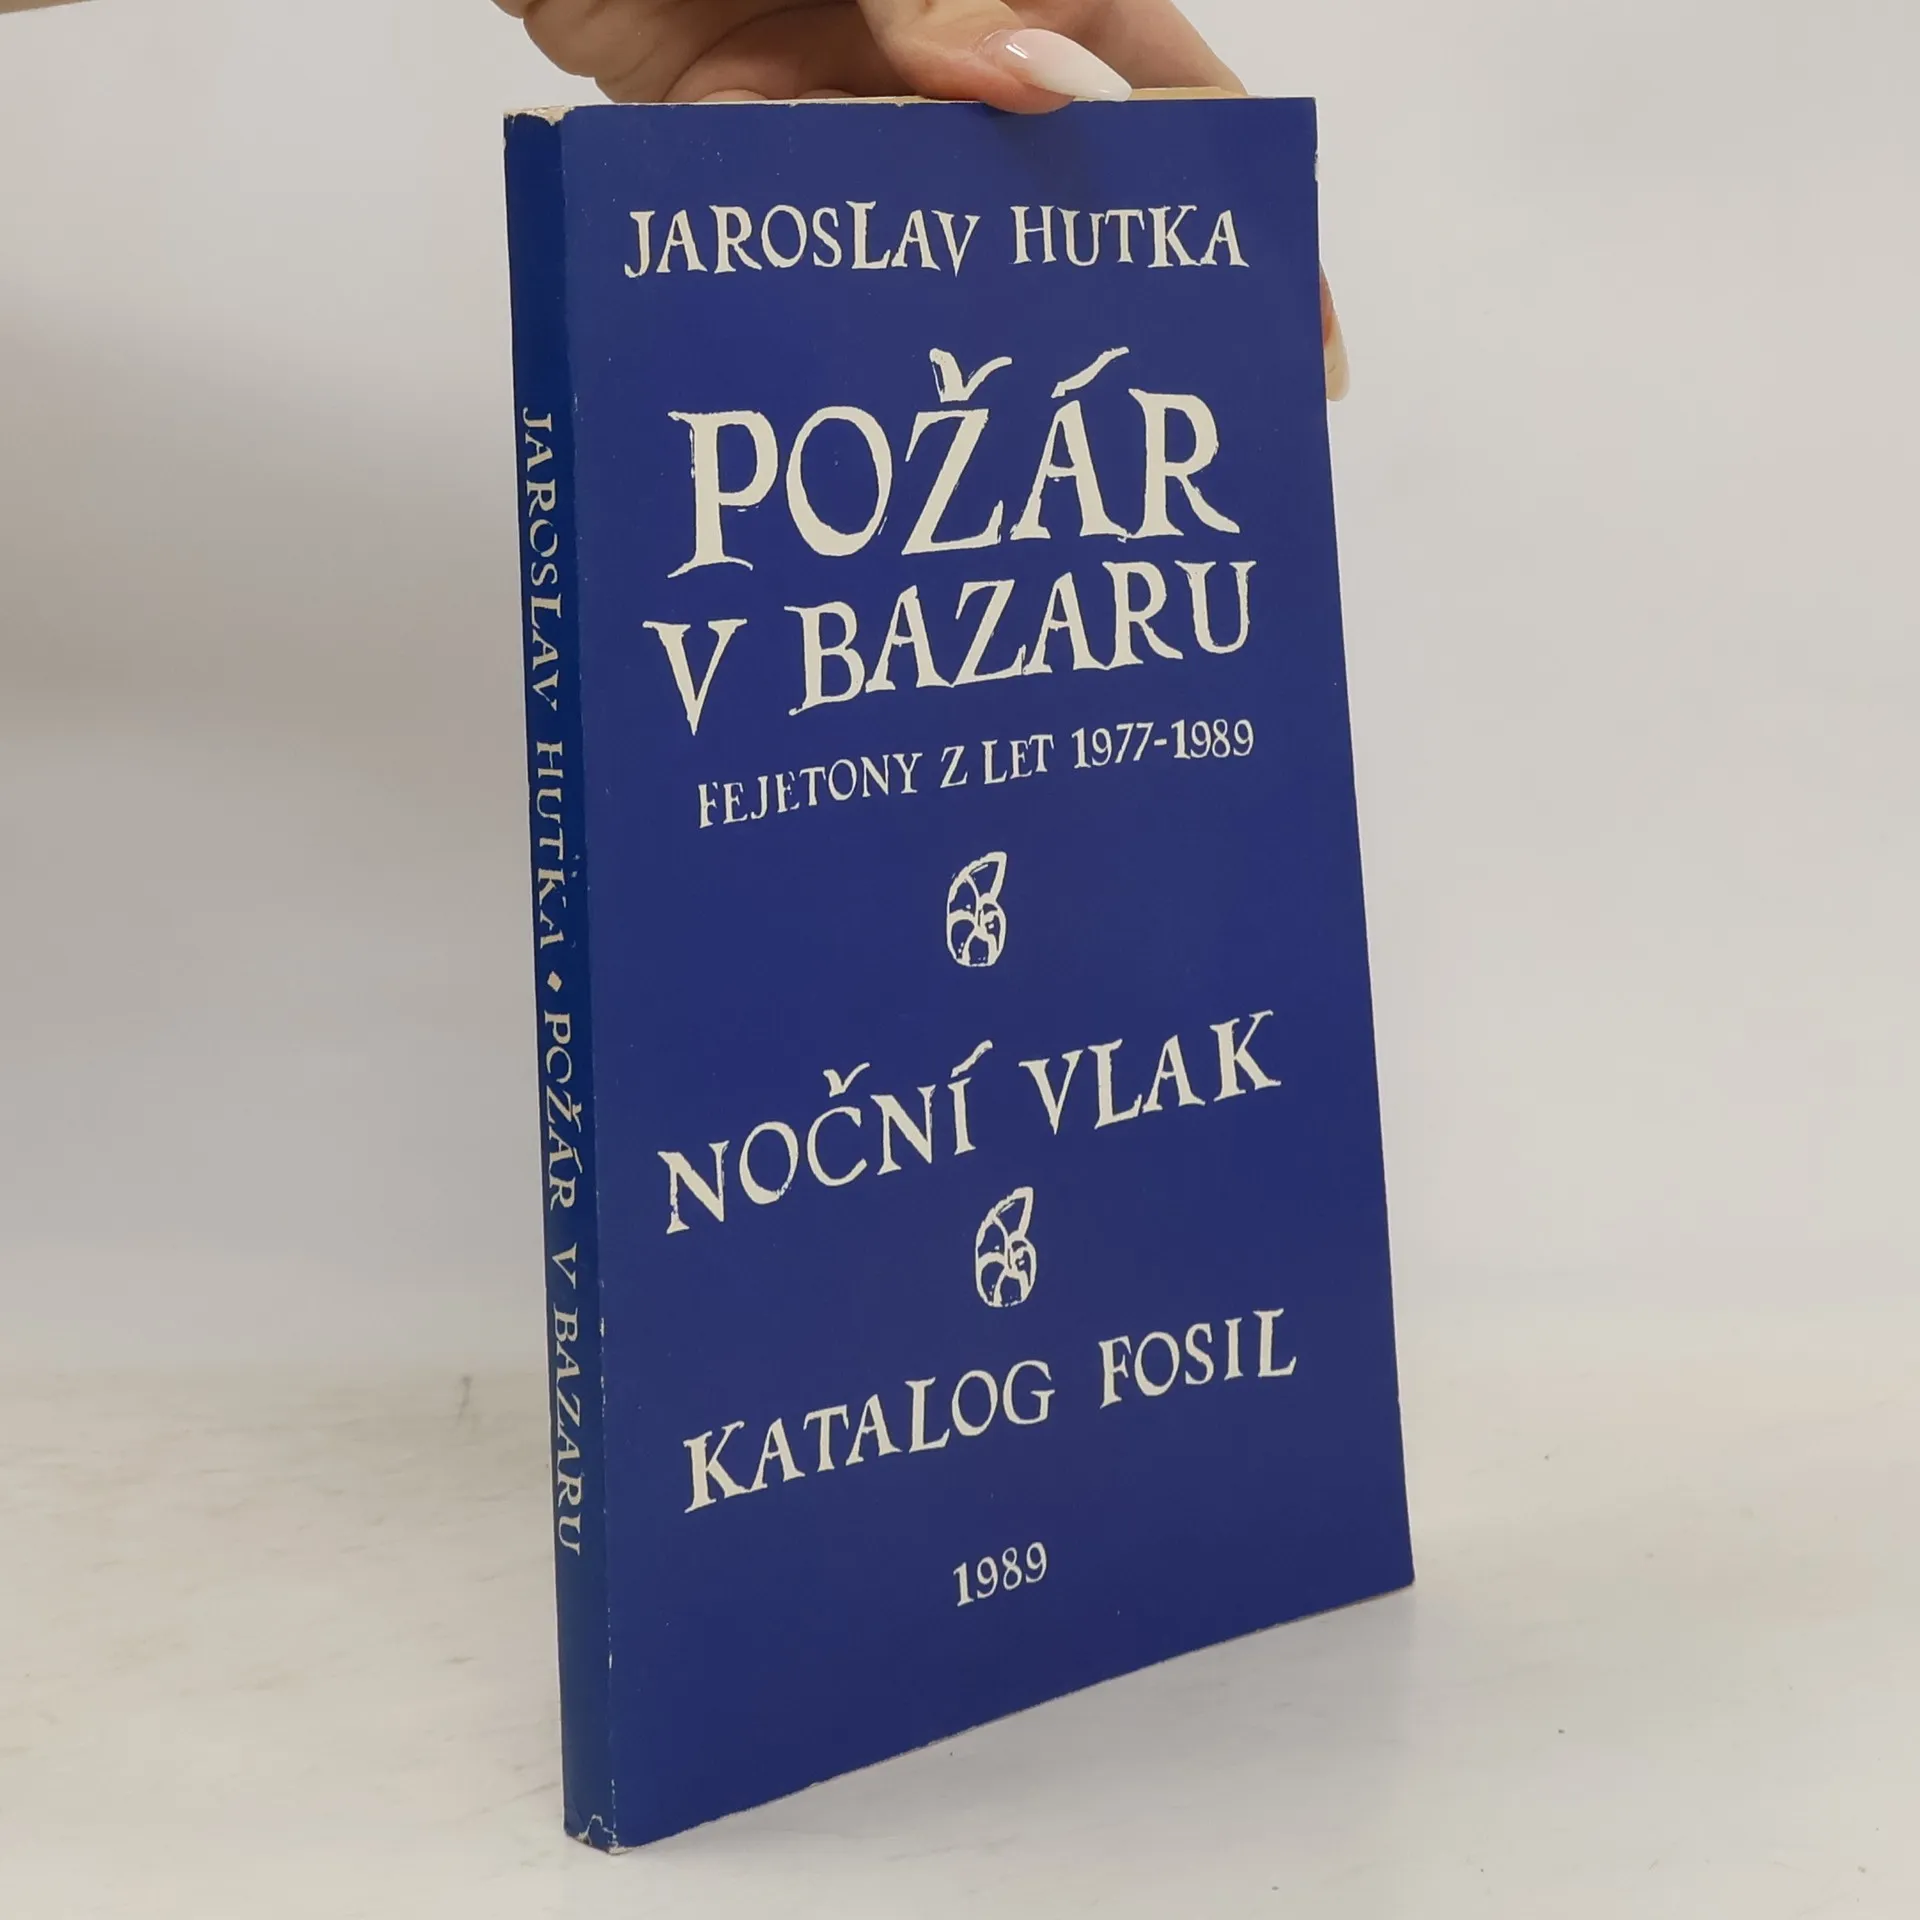 JAROSLAV HUTKA
POŽÁR
V BAZARU
FEJETONY Z LET 1977-1989
NOČNÍ VLAK
KATALOG FOSIL
1989
JAROSLAV HUTKA • POŽÁR V BAZARU